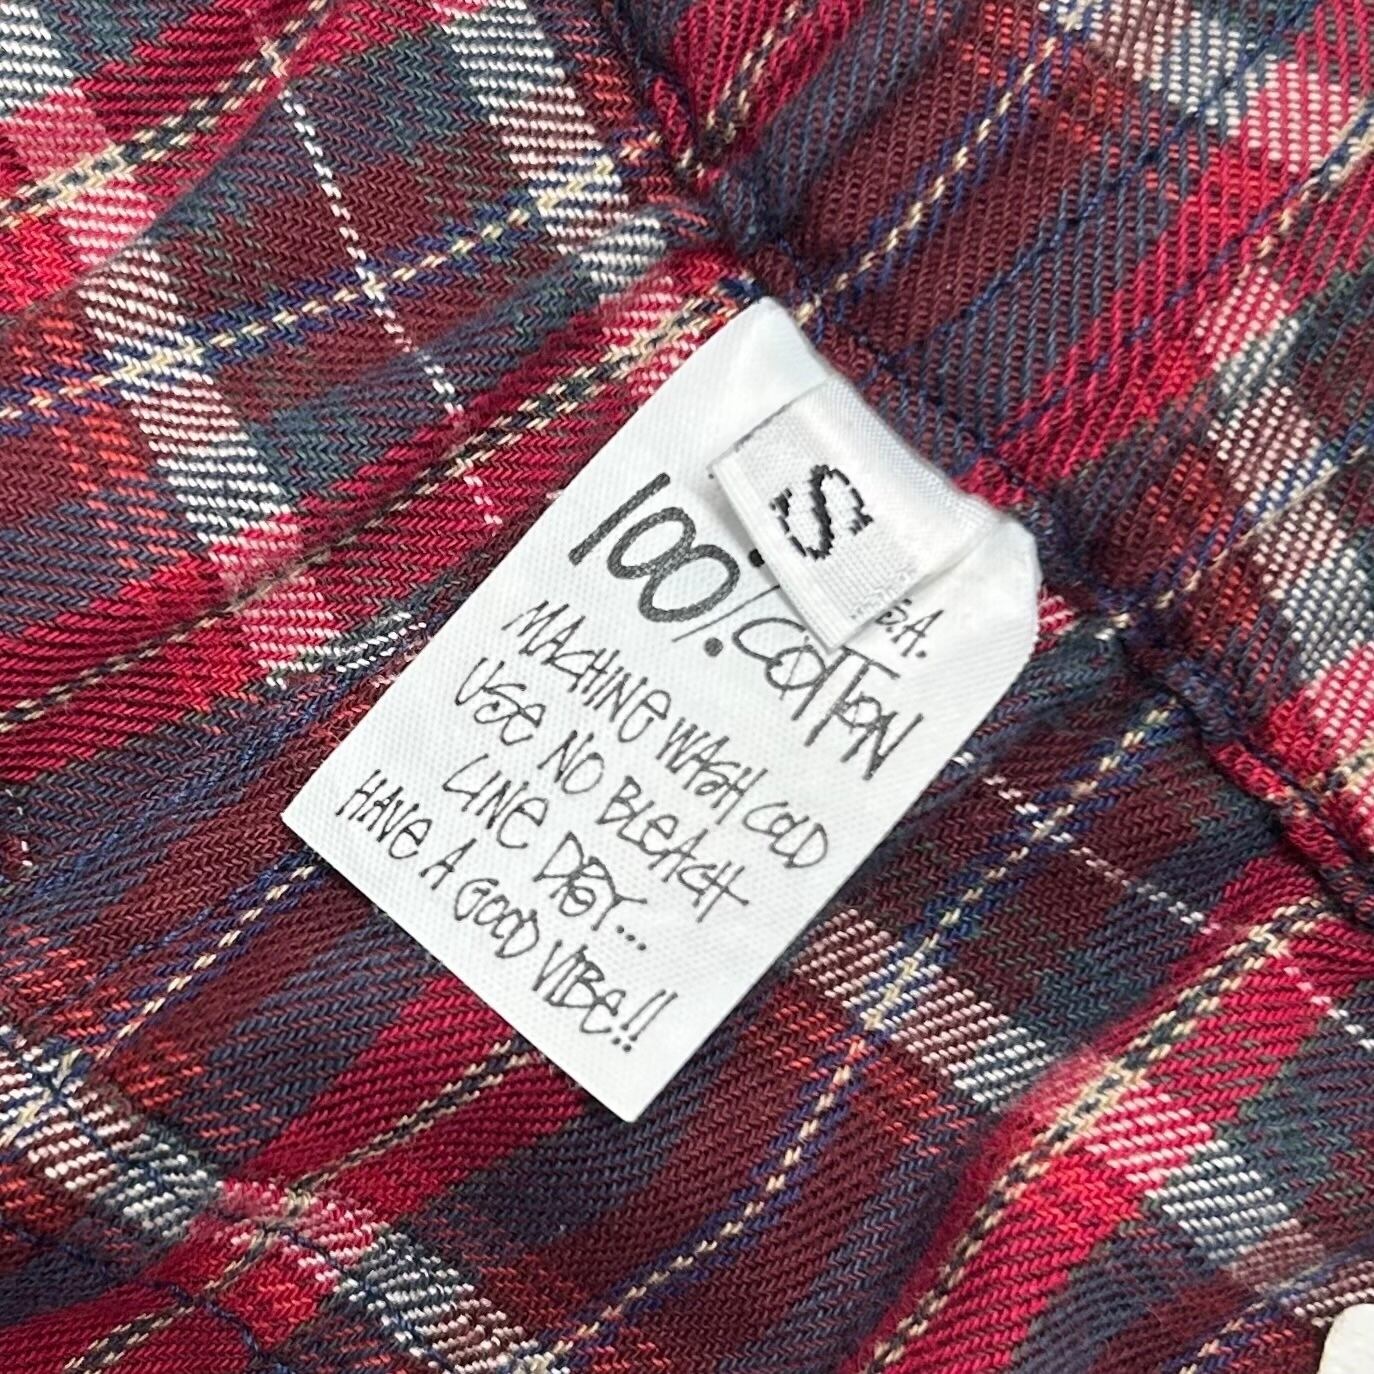 S
S.A.
100% COTTON
MACHINE WASH COLD
USE NO BLEACH
LINE DRY...
HAVE A GOOD VIBE!!